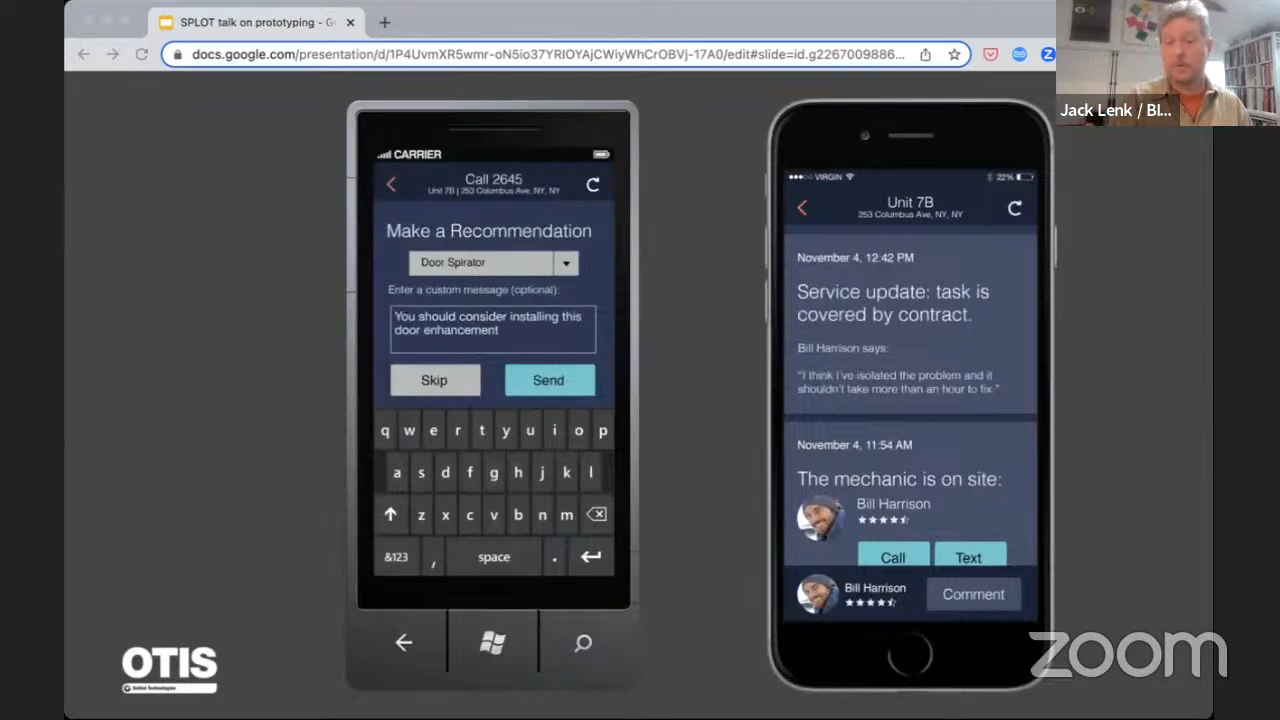 SPLOT talk on prototyping - G
docs.google.com/presentation/d/1P4UvmXR5wmr-oN5io37YRIOYAjCWiyWhCrOBVj-17A0/edit#slide=id.g2267009886...
Z
Jack Lenk / Bl...
CARRIER
Call 2645
Unit 7B | 253 Columbus Ave, NY, NY
Make a Recommendation
Door Spirator
Enter a custom message (optional):
You should consider installing this
door enhancement
Skip
Send
q w e r t y u i o p
a s d f g h j k l
z x c v b n m
&123 , space .
OTIS
United Technologies
VIRGIN
22%
Unit 7B
253 Columbus Ave, NY, NY
November 4, 12:42 PM
Service update: task is
covered by contract.
Bill Harrison says:
"I think I've isolated the problem and it
shouldn't take more than an hour to fix."
November 4, 11:54 AM
The mechanic is on site:
Bill Harrison
Call
Text
Bill Harrison
Comment
zoom